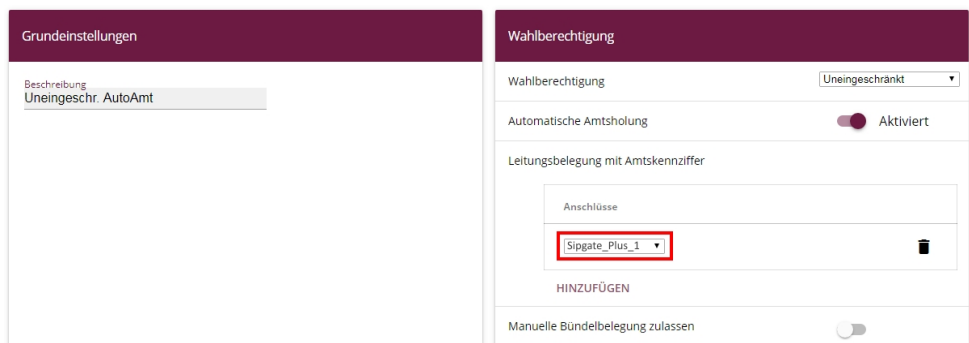 Grundeinstellungen
Beschreibung
Uneingeschr. AutoAmt
Wahlberechtigung
Wahlberechtigung Uneingeschränkt
Automatische Amtsholung Aktiviert
Leitungsbelegung mit Amtskennziffer
Anschlüsse
Sipgate_Plus_1
HINZUFÜGEN
Manuelle Bündelbelegung zulassen